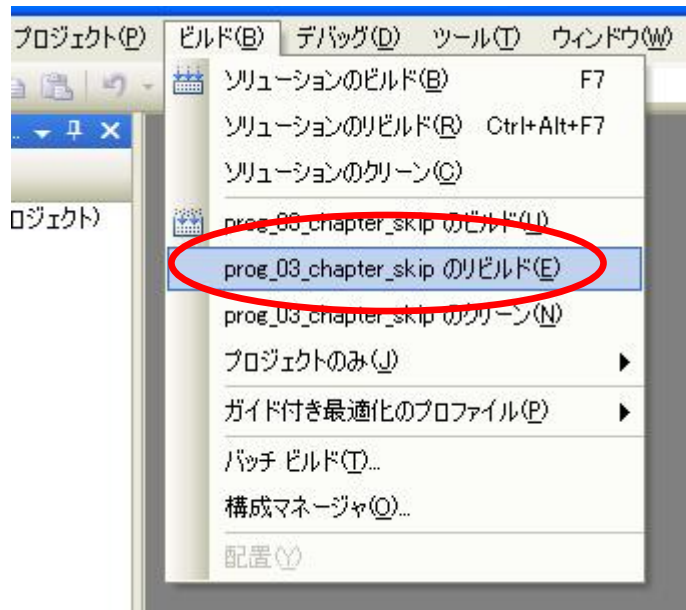 プロジェクト(P) ビルド(B) デバッグ(D) ツール(T) ウィンドウ(W)
ソリューションのビルド(B) F7
ソリューションのリビルド(R) Ctrl+Alt+F7
ソリューションのクリーン(C)
ロジェクト)
prog_03_chapter_skip のビルド(U)
prog_03_chapter_skip のリビルド(E)
prog_03_chapter_skip のクリーン(N)
プロジェクトのみ(J)
ガイド付き最適化のプロファイル(P)
バッチ ビルド(T)...
構成マネージャ(O)...
配置(Y)